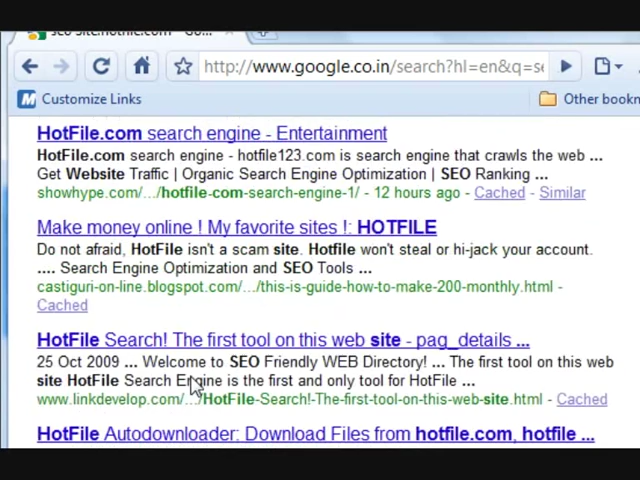 http://www.google.co.in/search?hl=en&q=se
Customize Links
Other bookm
HotFile.com search engine - Entertainment
HotFile.com search engine - hotfile123.com is search engine that crawls the web ...
Get Website Traffic | Organic Search Engine Optimization | SEO Ranking ...
showhype.com/.../hotfile-com-search-engine-1/ - 12 hours ago - Cached - Similar
Make money online ! My favorite sites !: HOTFILE
Do not afraid, HotFile isn't a scam site. Hotfile won't steal or hi-jack your account.
.... Search Engine Optimization and SEO Tools ...
castiguri-on-line.blogspot.com/.../this-is-guide-how-to-make-200-monthly.html -
Cached
HotFile Search! The first tool on this web site - pag_details ...
25 Oct 2009 ... Welcome to SEO Friendly WEB Directory! ... The first tool on this web
site HotFile Search Engine is the first and only tool for HotFile ...
www.linkdevelop.com/.../HotFile-Search!-The-first-tool-on-this-web-site.html - Cached
HotFile Autodownloader: Download Files from hotfile.com, hotfile ...